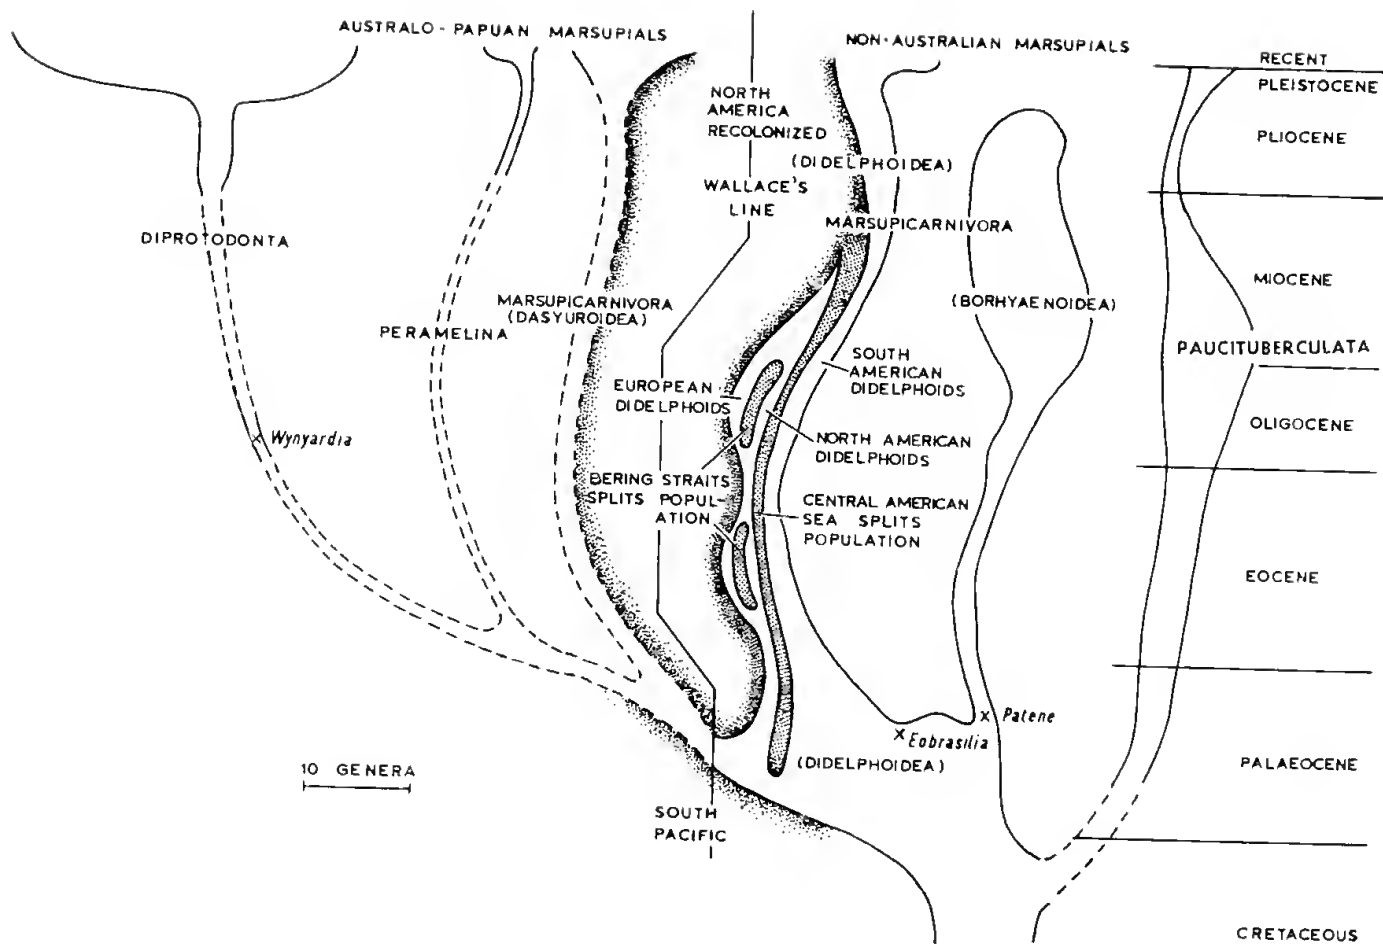 AUSTRALO-PAPUAN MARSUPIALS
NON-AUSTRALIAN MARSUPIALS
RECENT
PLEISTOCENE
PLIOCENE
NORTH
AMERICA
RECOLONIZED
(DIDELPHOIDEA)
WALLACE'S
LINE
MARSUPICARNIVORA
DIPROTODONTA
MIOCENE
MARSUPICARNIVORA
(DASYUROIDEA)
(BORHYAENOIDEA)
PERAMELINA
PAUCITUBERCULATA
SOUTH
AMERICAN
DIDELPHOIDS
EUROPEAN
DIDELPHOIDS
OLIGOCENE
Wynyardia
NORTH AMERICAN
DIDELPHOIDS
BERING STRAITS
SPLITS POPUL-
ATION
CENTRAL AMERICAN
SEA SPLITS
POPULATION
EOCENE
Patene
Eobrasilia
(DIDELPHOIDEA)
PALAEOCENE
10 GENERA
SOUTH
PACIFIC
CRETACEOUS